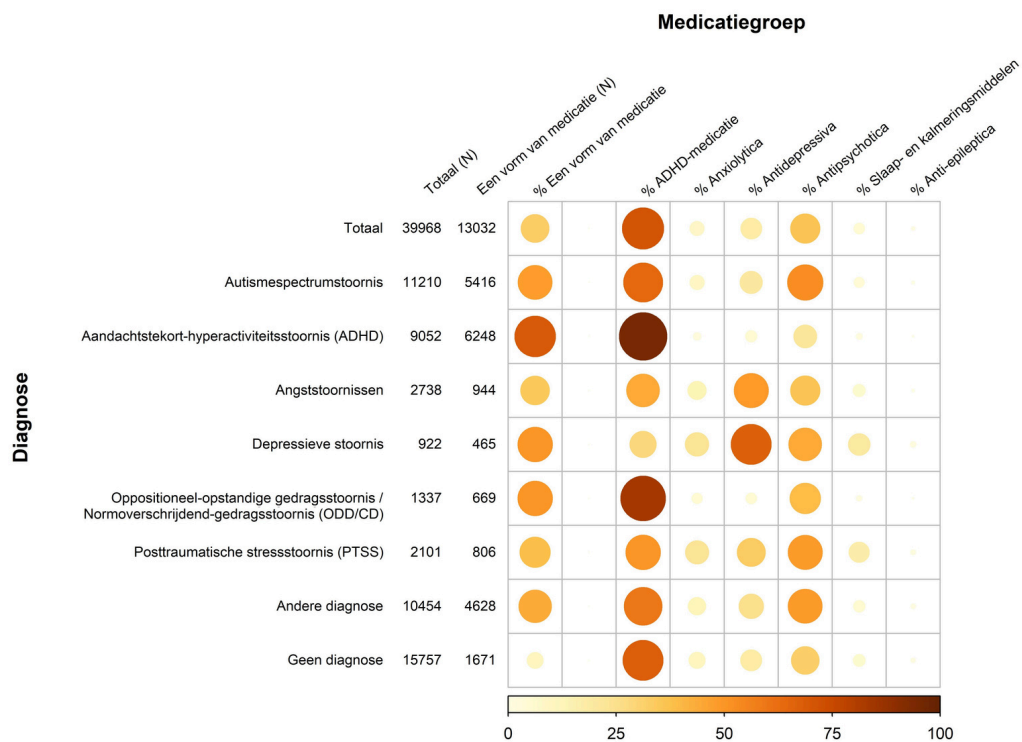 Medicatiegroep
Totaal (N)
Een vorm van medicatie (N)
% Een vorm van medicatie
% ADHD-medicatie
% Anxiolytica
% Antidepressiva
% Antipsychotica
% Slaap- en kalmeringsmiddelen
% Anti-epileptica
Diagnose
Totaal 39968 13032
Autismespectrumstoornis 11210 5416
Aandachtstekort-hyperactiviteitsstoornis (ADHD) 9052 6248
Angststoornissen 2738 944
Depressieve stoornis 922 465
Oppositioneel-opstandige gedragsstoornis /
Normoverschrijdend-gedragsstoornis (ODD/CD) 1337 669
Posttraumatische stressstoornis (PTSS) 2101 806
Andere diagnose 10454 4628
Geen diagnose 15757 1671
0 25 50 75 100